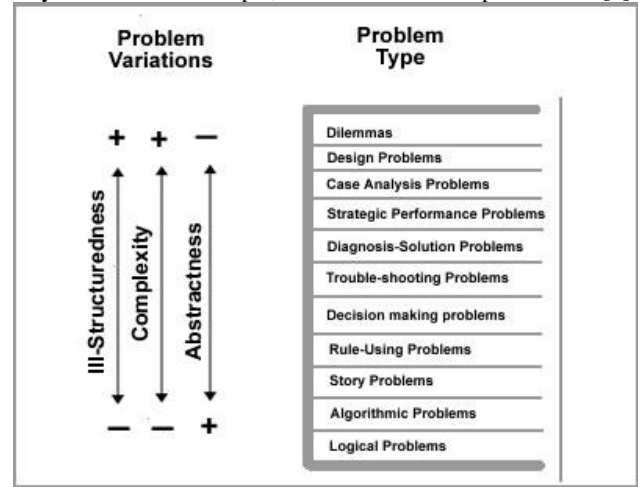 Problem
Variations
Problem
Type
+ + −
Ill-Structuredness
Complexity
Abstractness
− − +
Dilemmas
Design Problems
Case Analysis Problems
Strategic Performance Problems
Diagnosis-Solution Problems
Trouble-shooting Problems
Decision making problems
Rule-Using Problems
Story Problems
Algorithmic Problems
Logical Problems